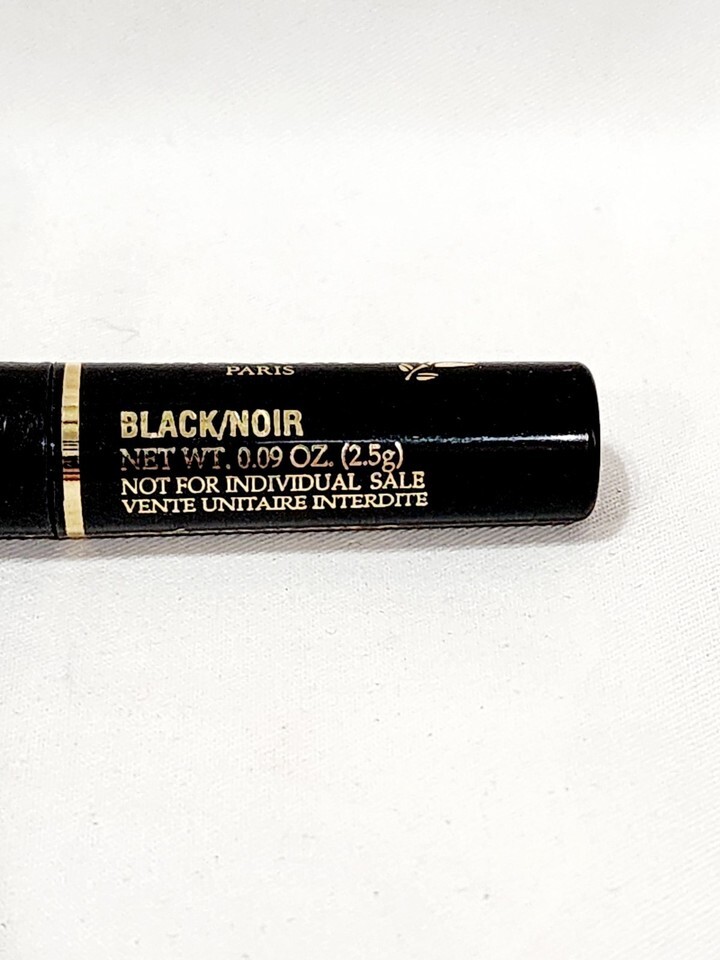 PARIS
BLACK/NOIR
NET WT. 0.09 OZ. (2.5g)
NOT FOR INDIVIDUAL SALE
VENTE UNITAIRE INTERDITE